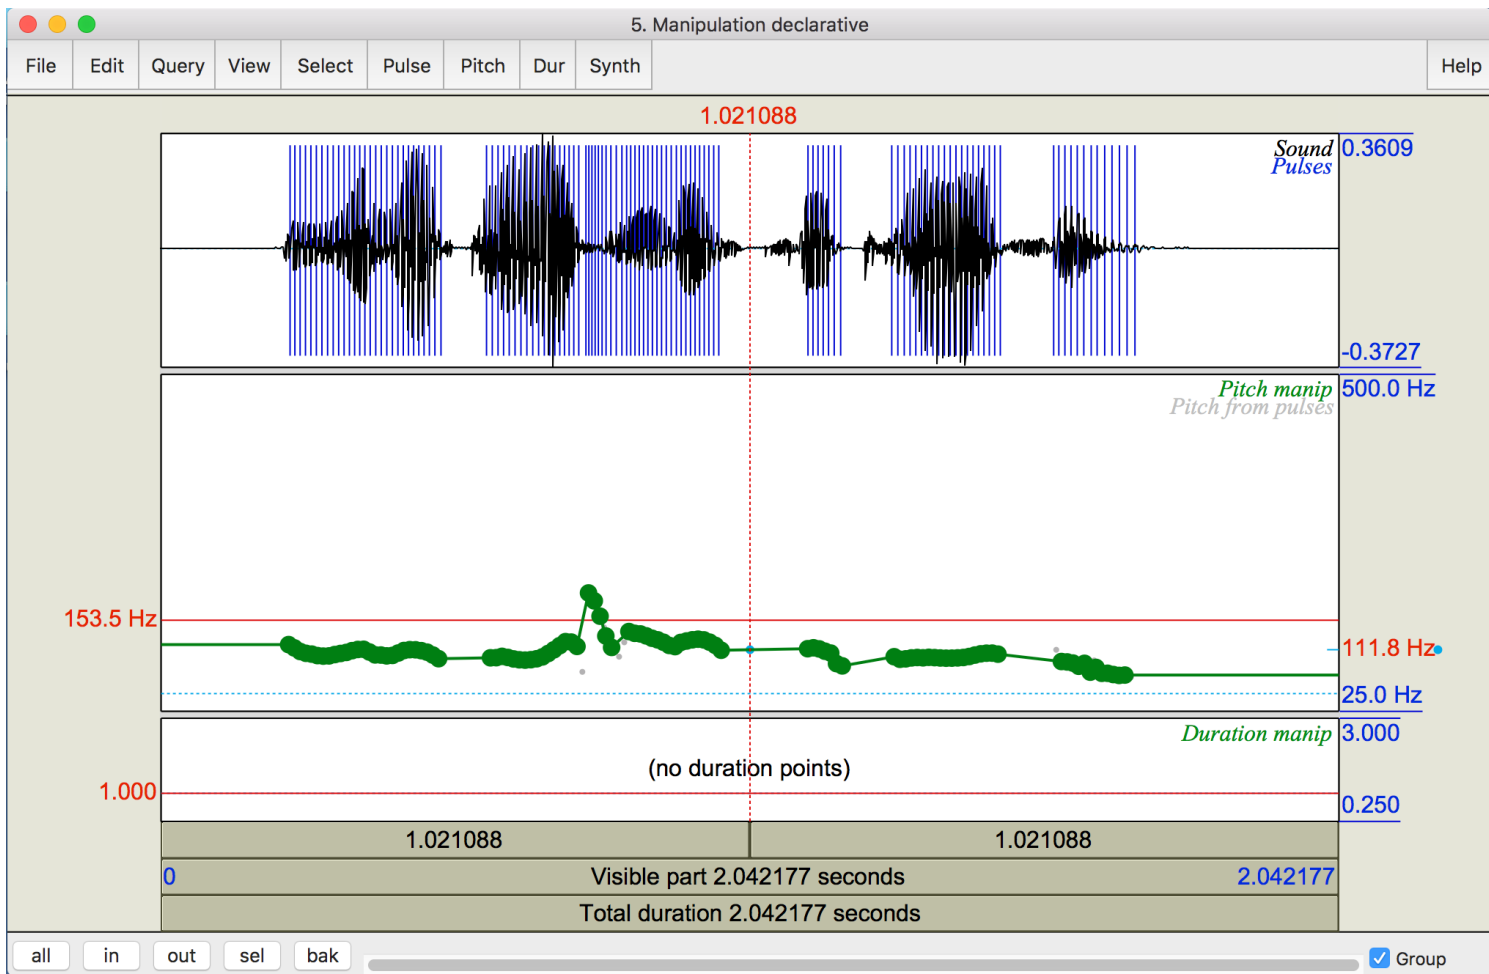 5. Manipulation declarative
File Edit Query View Select Pulse Pitch Dur Synth Help
1.021088
Sound 0.3609
Pulses
-0.3727
Pitch manip 500.0 Hz
Pitch from pulses
153.5 Hz
111.8 Hz
25.0 Hz
Duration manip 3.000
(no duration points)
1.000
0.250
1.021088 1.021088
0 Visible part 2.042177 seconds 2.042177
Total duration 2.042177 seconds
all in out sel bak Group